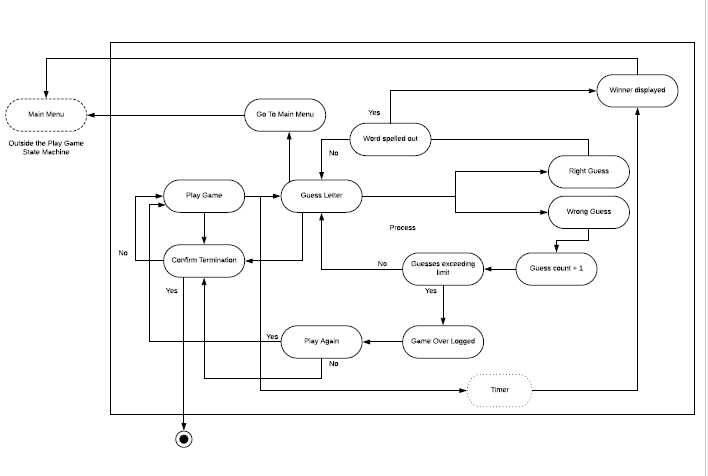 Winner displayed
Main Menu
Go To Main Menu
Yes
Outside the Play Game
State Machine
Word spelled out
No
Right Guess
Play Game
Guess Letter
Wrong Guess
Process
No
Confirm Termination
No
Guesses exceeding
limit
Guess count + 1
Yes
Yes
Yes
Play Again
Game Over Logged
No
Timer